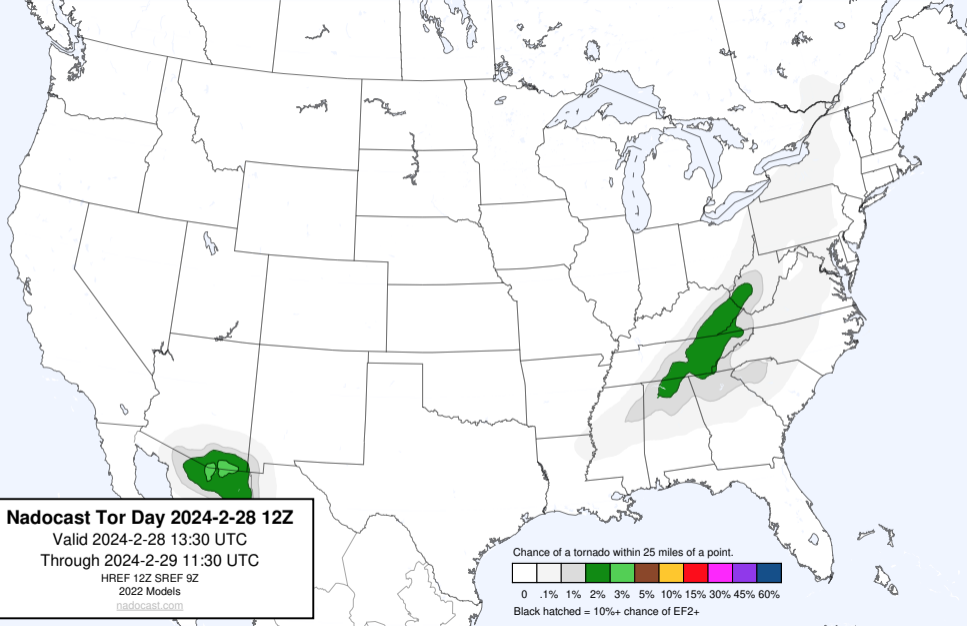 Nadocast Tor Day 2024-2-28 12Z
Valid 2024-2-28 13:30 UTC
Through 2024-2-29 11:30 UTC
HREF 12Z SREF 9Z
2022 Models
nadocast.com
Chance of a tornado within 25 miles of a point.
0 .1% 1% 2% 3% 5% 10% 15% 30% 45% 60%
Black hatched = 10%+ chance of EF2+